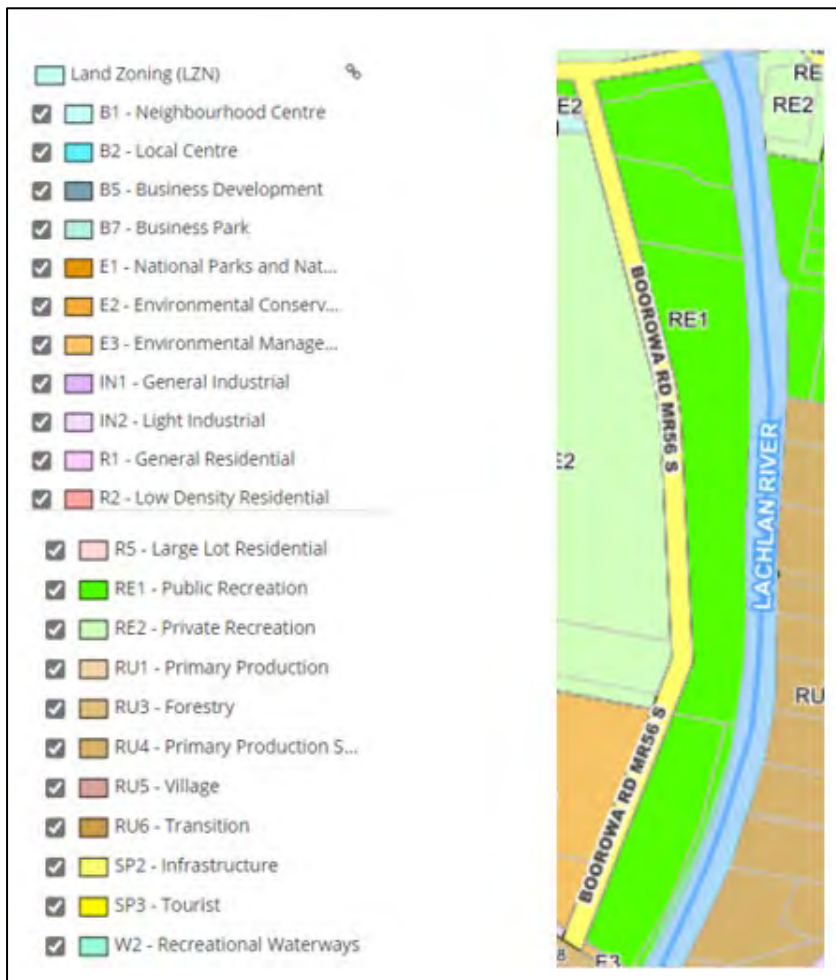 Land Zoning (LZN)
B1 - Neighbourhood Centre
B2 - Local Centre
B5 - Business Development
B7 - Business Park
E1 - National Parks and Nat...
E2 - Environmental Conserv...
E3 - Environmental Manage...
IN1 - General Industrial
IN2 - Light Industrial
R1 - General Residential
R2 - Low Density Residential
R5 - Large Lot Residential
RE1 - Public Recreation
RE2 - Private Recreation
RU1 - Primary Production
RU3 - Forestry
RU4 - Primary Production S...
RU5 - Village
RU6 - Transition
SP2 - Infrastructure
SP3 - Tourist
W2 - Recreational Waterways
RE
E2
RE2
BOOROWA RD MR56 S
RE1
E2
LACHLAN RIVER
RU
BOOROWA RD MR56 S
8
E3